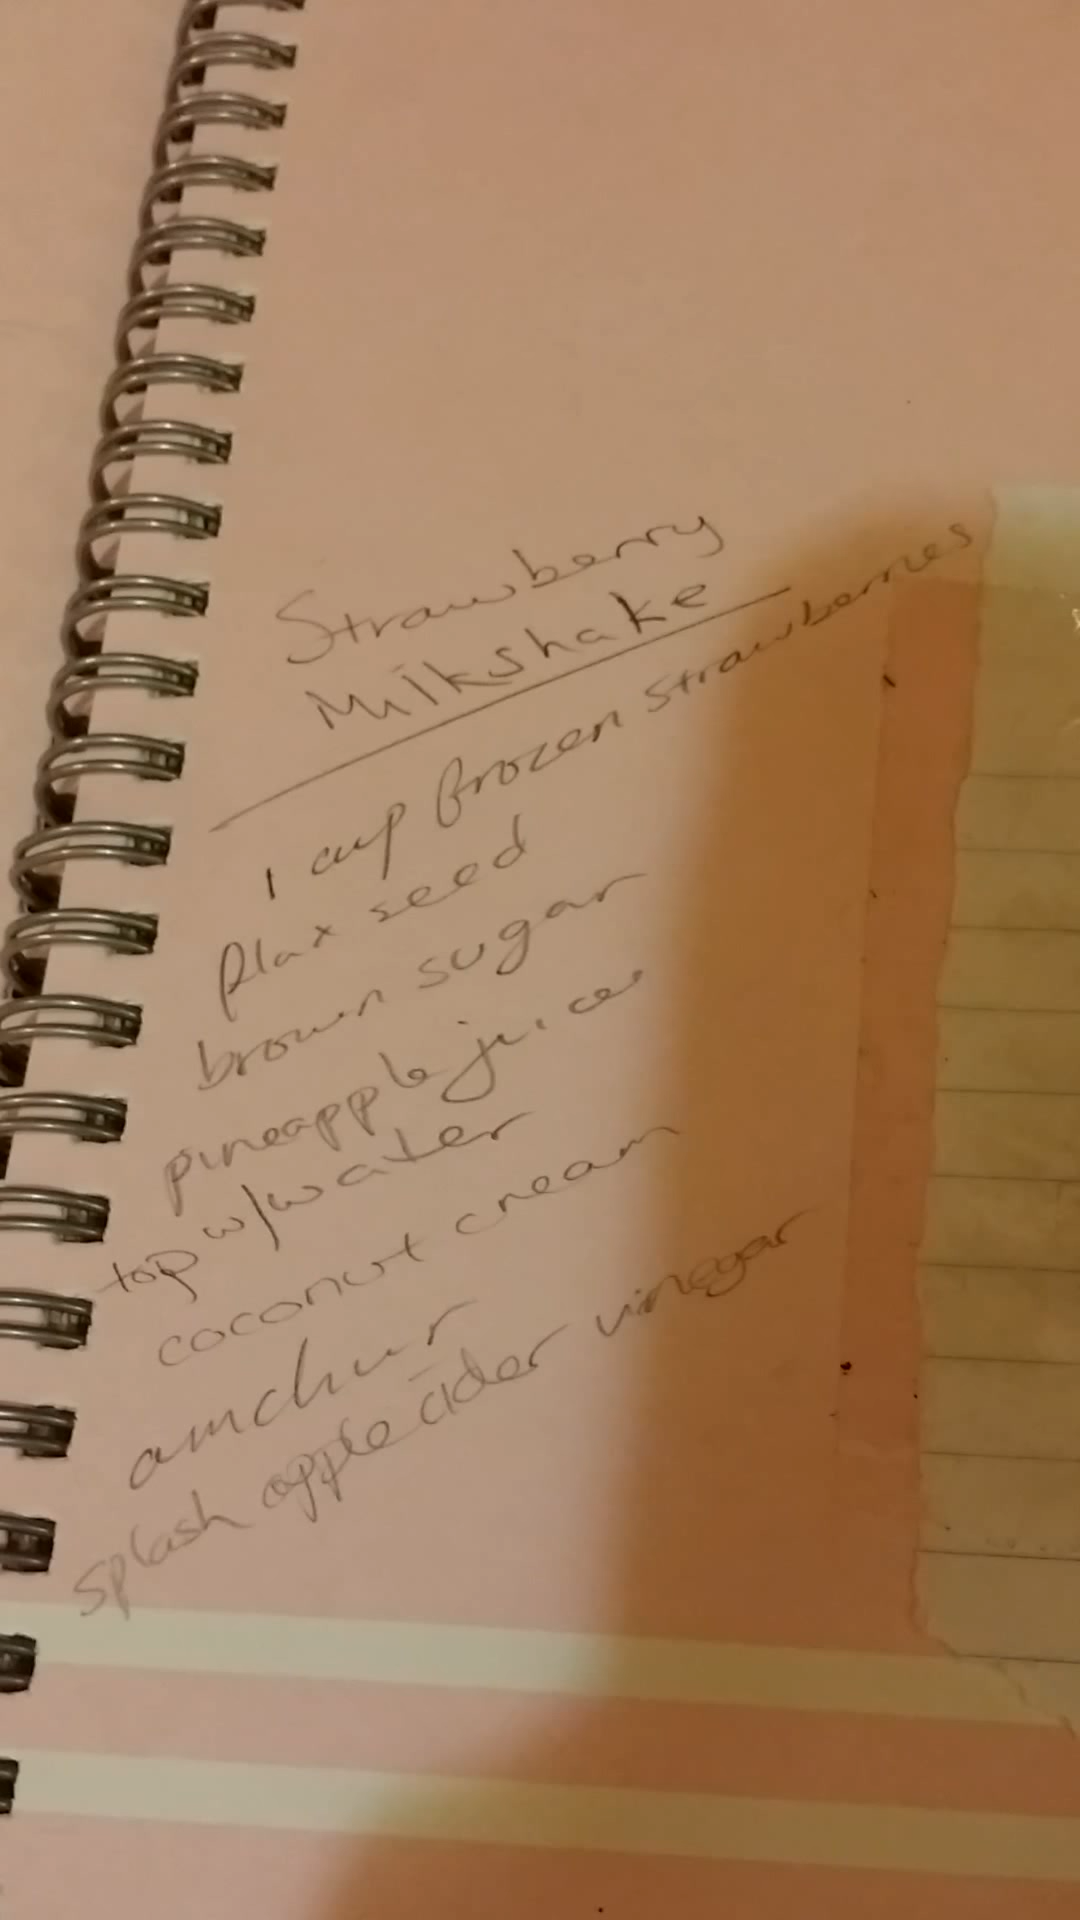 Strawberry
Milkshake
1 cup frozen strawberries
flax seed
brown sugar
pineapple juice
top w/water
coconut cream
amchur
splash apple cider vinegar